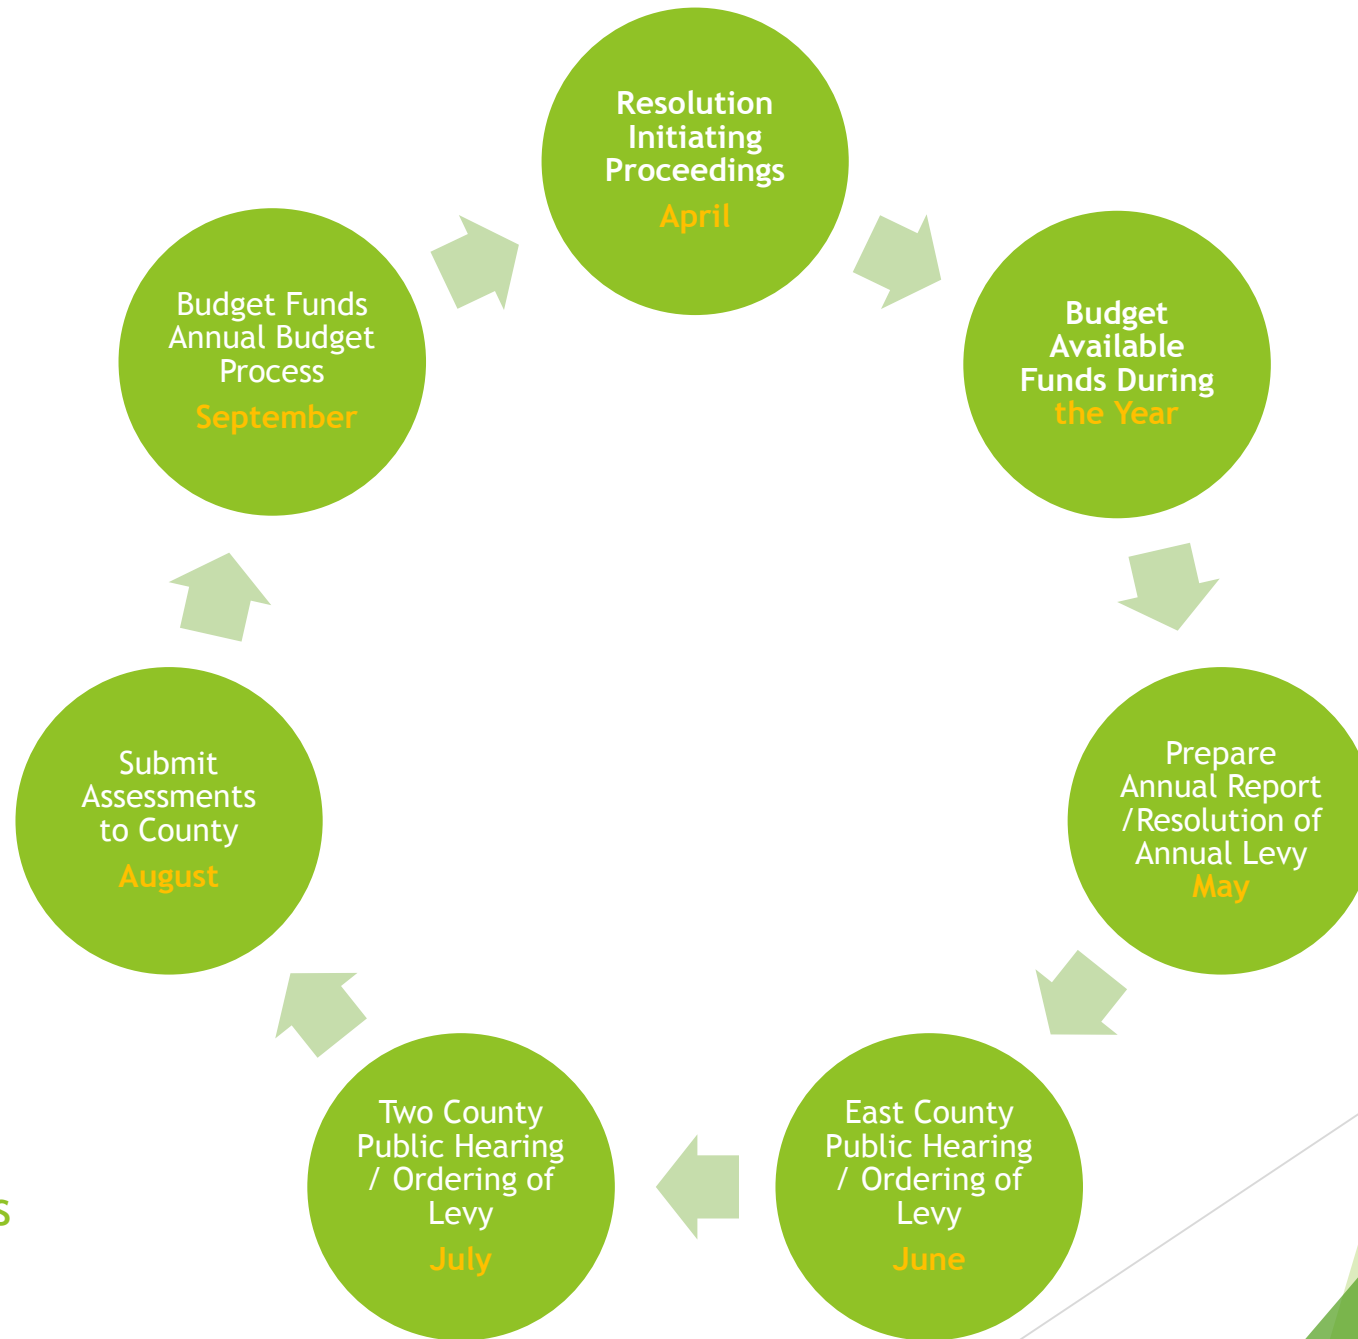 Resolution
Initiating
Proceedings
April
Budget
Available
Funds During
the Year
Prepare
Annual Report
/Resolution of
Annual Levy
May
East County
Public Hearing
/ Ordering of
Levy
June
Two County
Public Hearing
/ Ordering of
Levy
July
Submit
Assessments
to County
August
Budget Funds
Annual Budget
Process
September
s